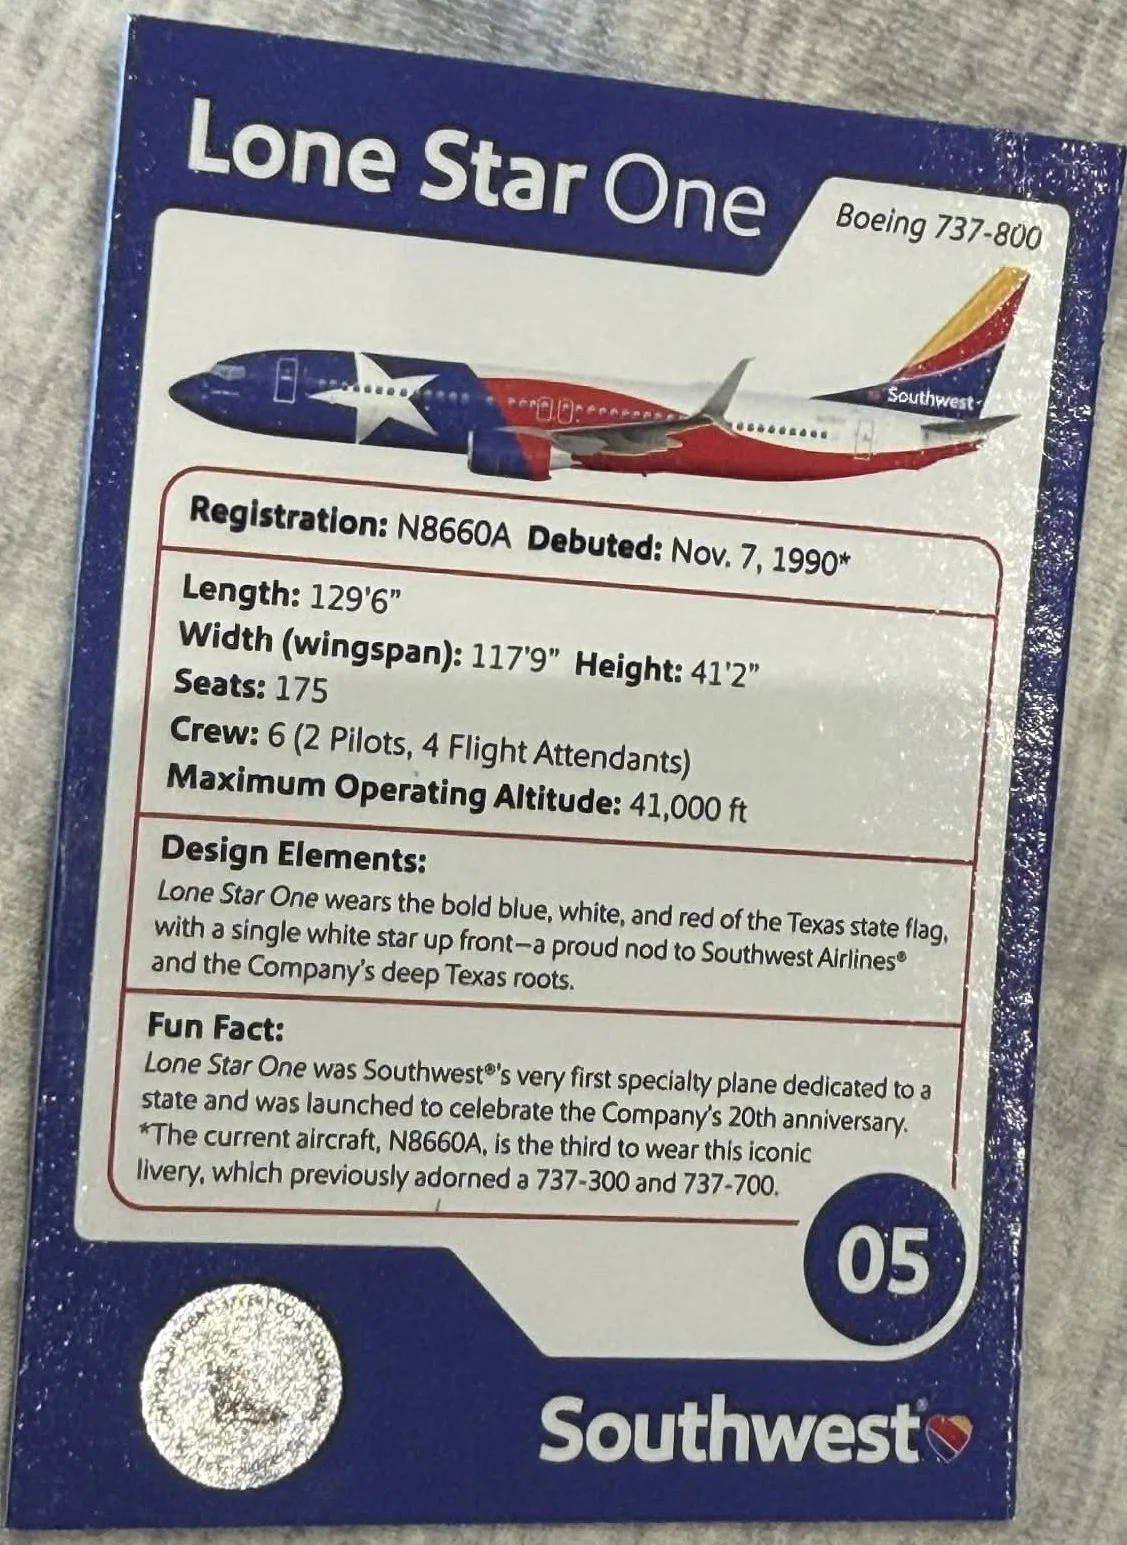 Lone Star One
Boeing 737-800
Southwest
Registration: N8660A Debuted: Nov. 7, 1990*
Length: 129'6”
Width (wingspan): 117'9” Height: 41'2”
Seats: 175
Crew: 6 (2 Pilots, 4 Flight Attendants)
Maximum Operating Altitude: 41,000 ft
Design Elements:
Lone Star One wears the bold blue, white, and red of the Texas state flag,
with a single white star up front—a proud nod to Southwest Airlines®
and the Company’s deep Texas roots.
Fun Fact:
Lone Star One was Southwest®’s very first specialty plane dedicated to a
state and was launched to celebrate the Company’s 20th anniversary.
*The current aircraft, N8660A, is the third to wear this iconic
livery, which previously adorned a 737-300 and 737-700.
05
Southwest